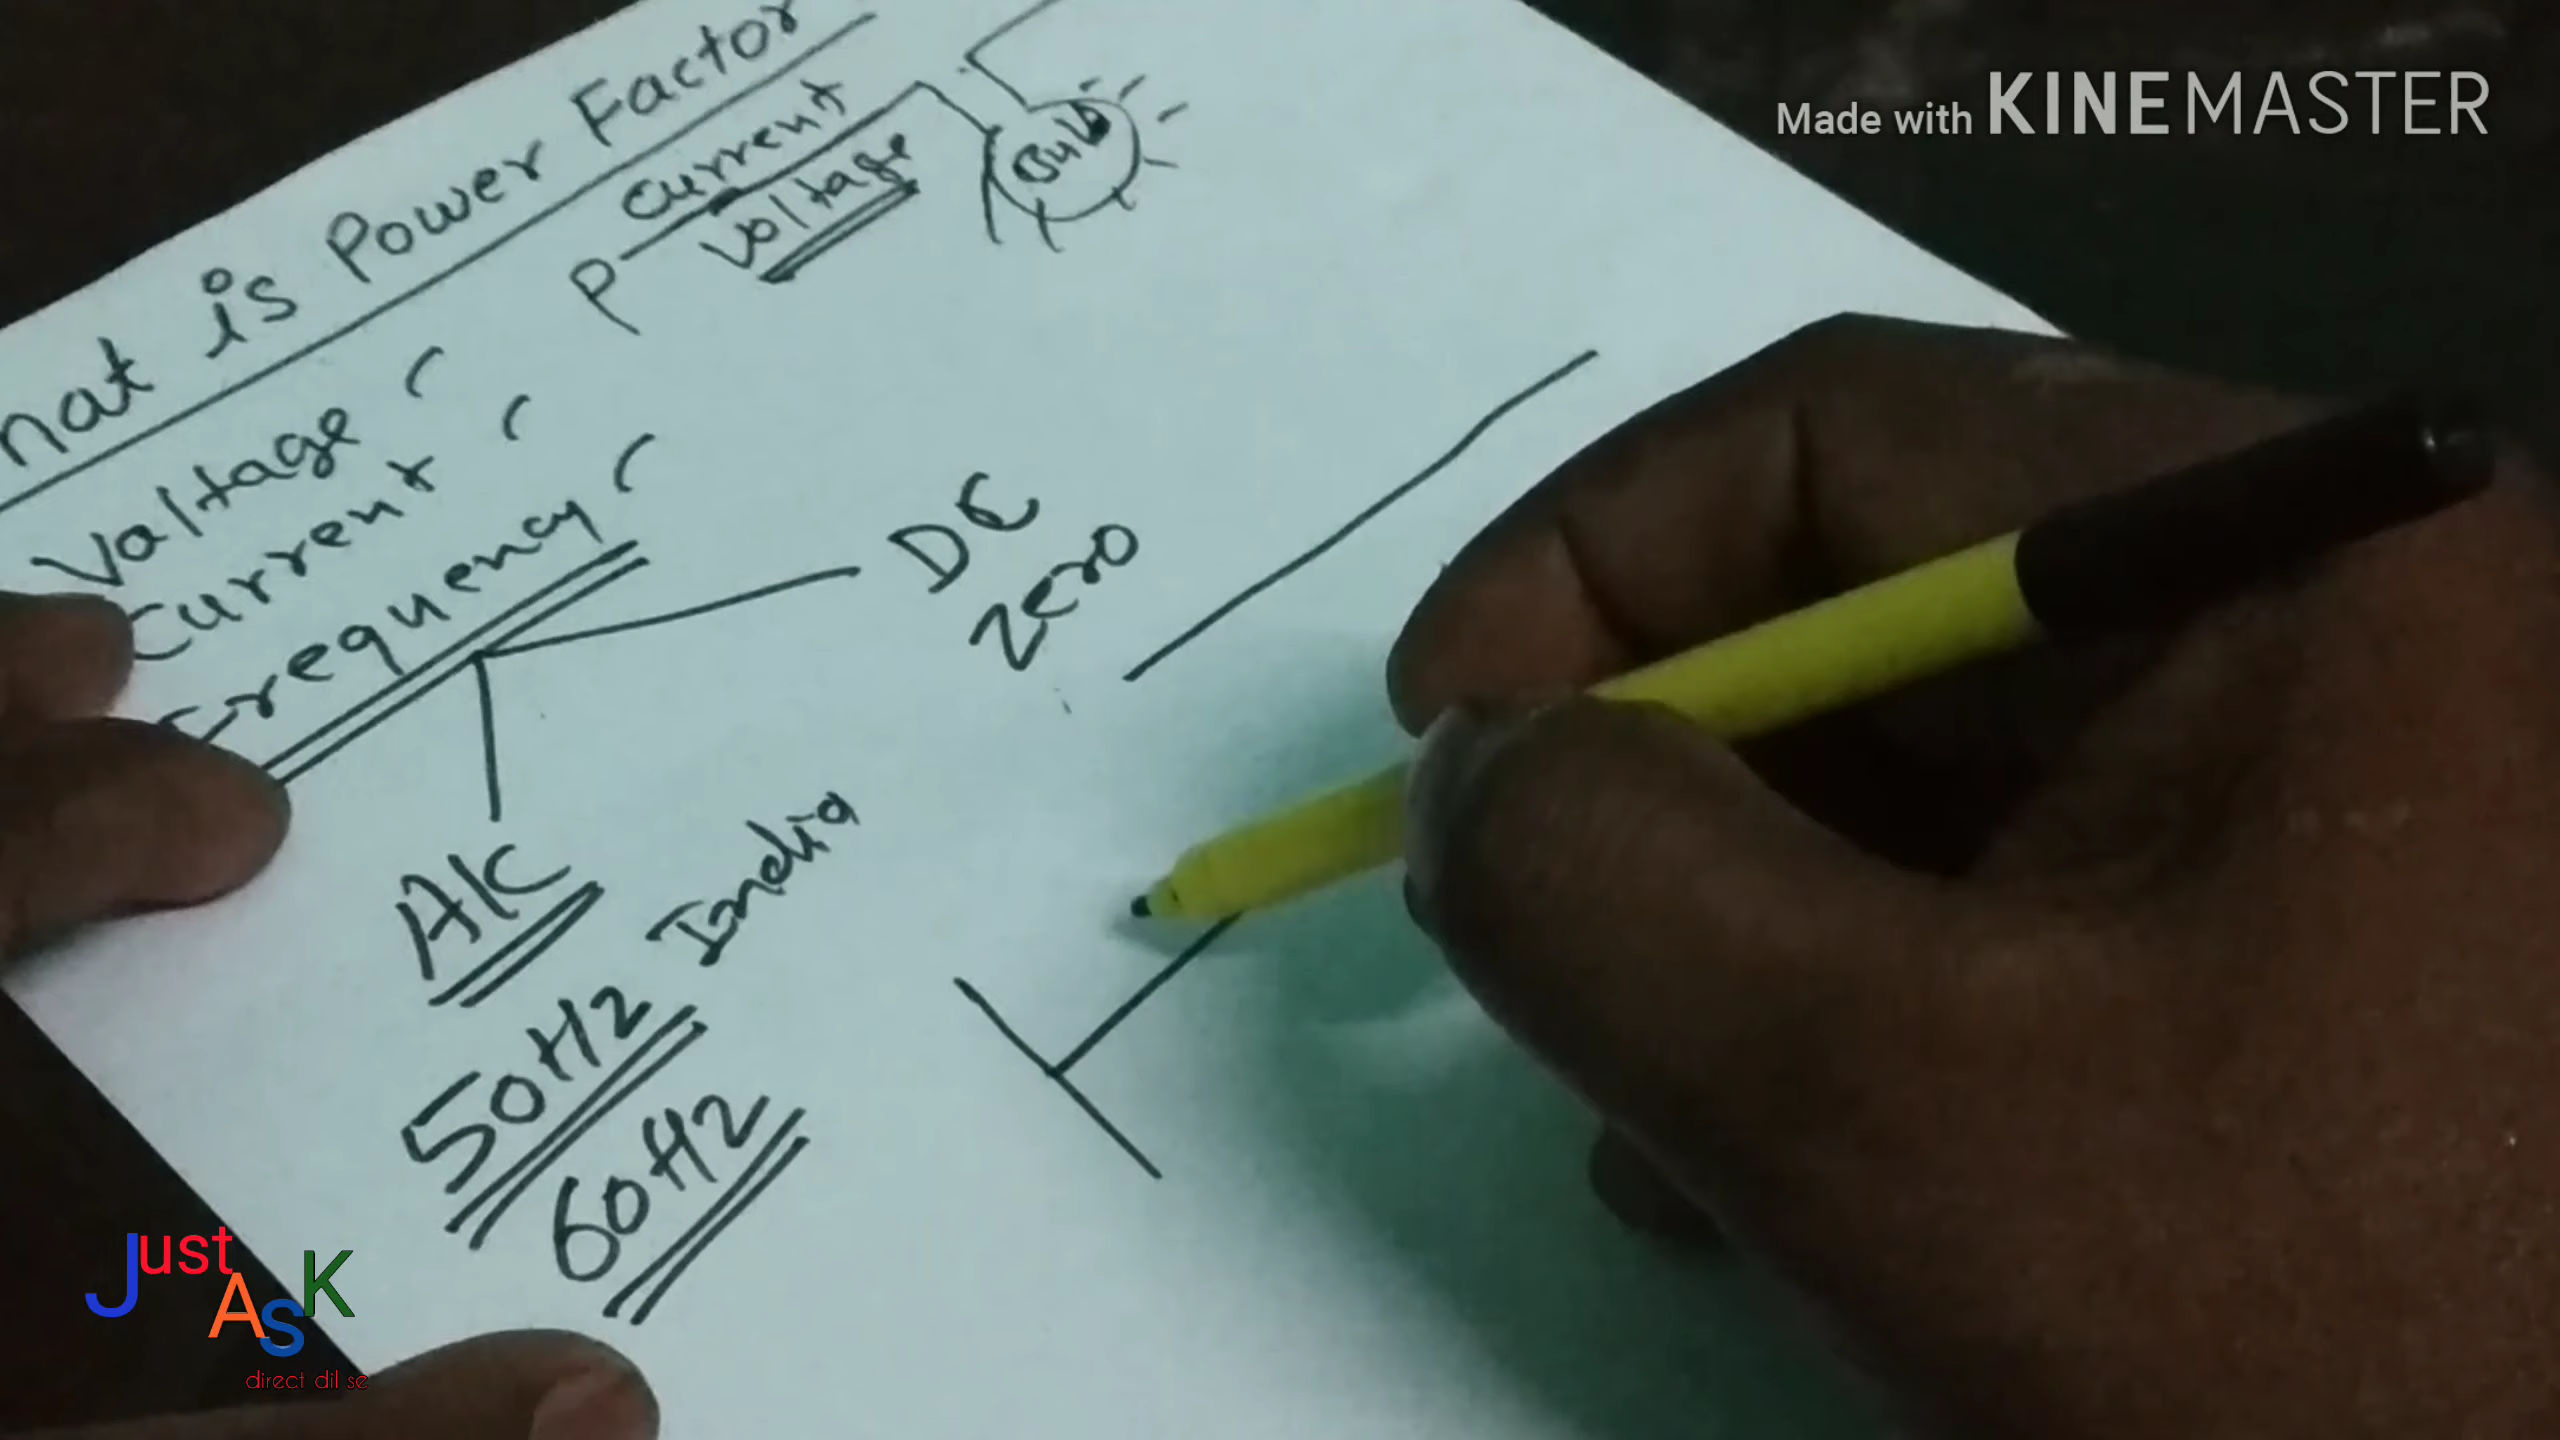 Made with KINEMASTER
hat is Power Factor
P Current
Voltage
Bulb
Voltage
Current
Frequency
DC
Zero
AC
50Hz India
60Hz
Just
ASK
direct dil se